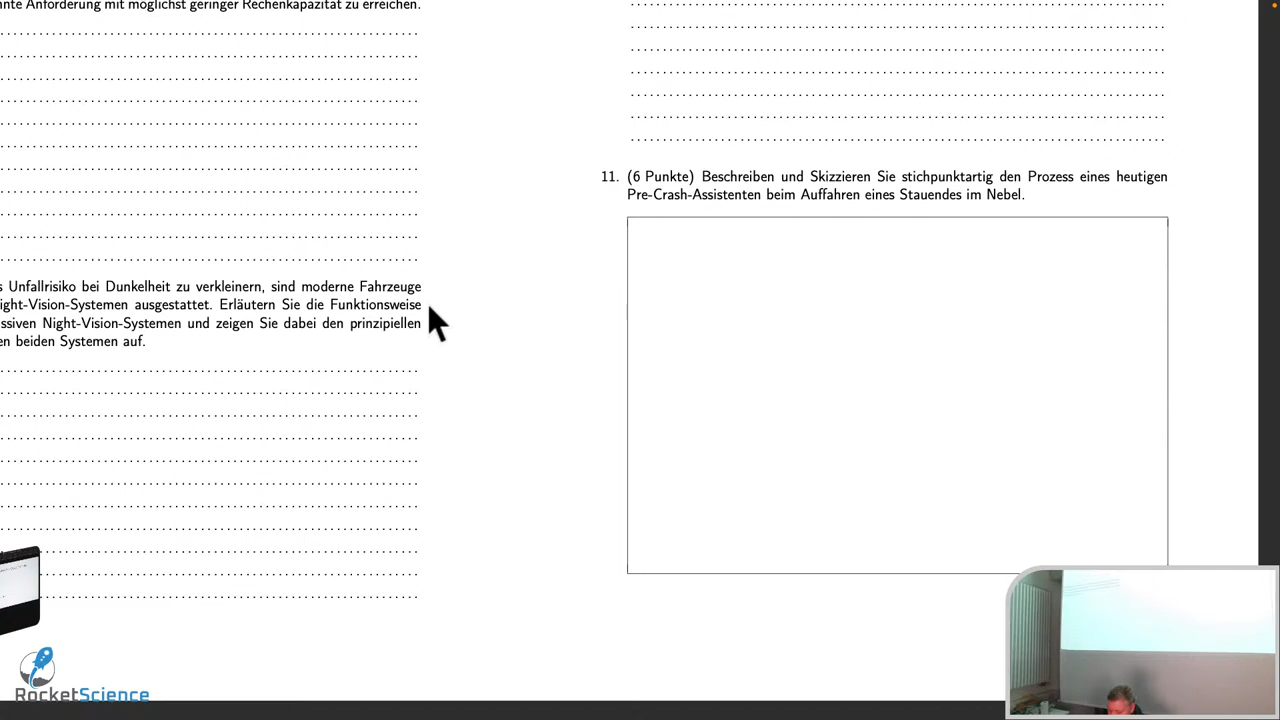 nnte Anforderung mit möglichst geringer Rechenkapazität zu erreichen.
s Unfallrisiko bei Dunkelheit zu verkleinern, sind moderne Fahrzeuge
ight-Vision-Systemen ausgestattet. Erläutern Sie die Funktionsweise
ssiven Night-Vision-Systemen und zeigen Sie dabei den prinzipiellen
en beiden Systemen auf.
11. (6 Punkte) Beschreiben und Skizzieren Sie stichpunktartig den Prozess eines heutigen
Pre-Crash-Assistenten beim Auffahren eines Stauendes im Nebel.
RocketScience